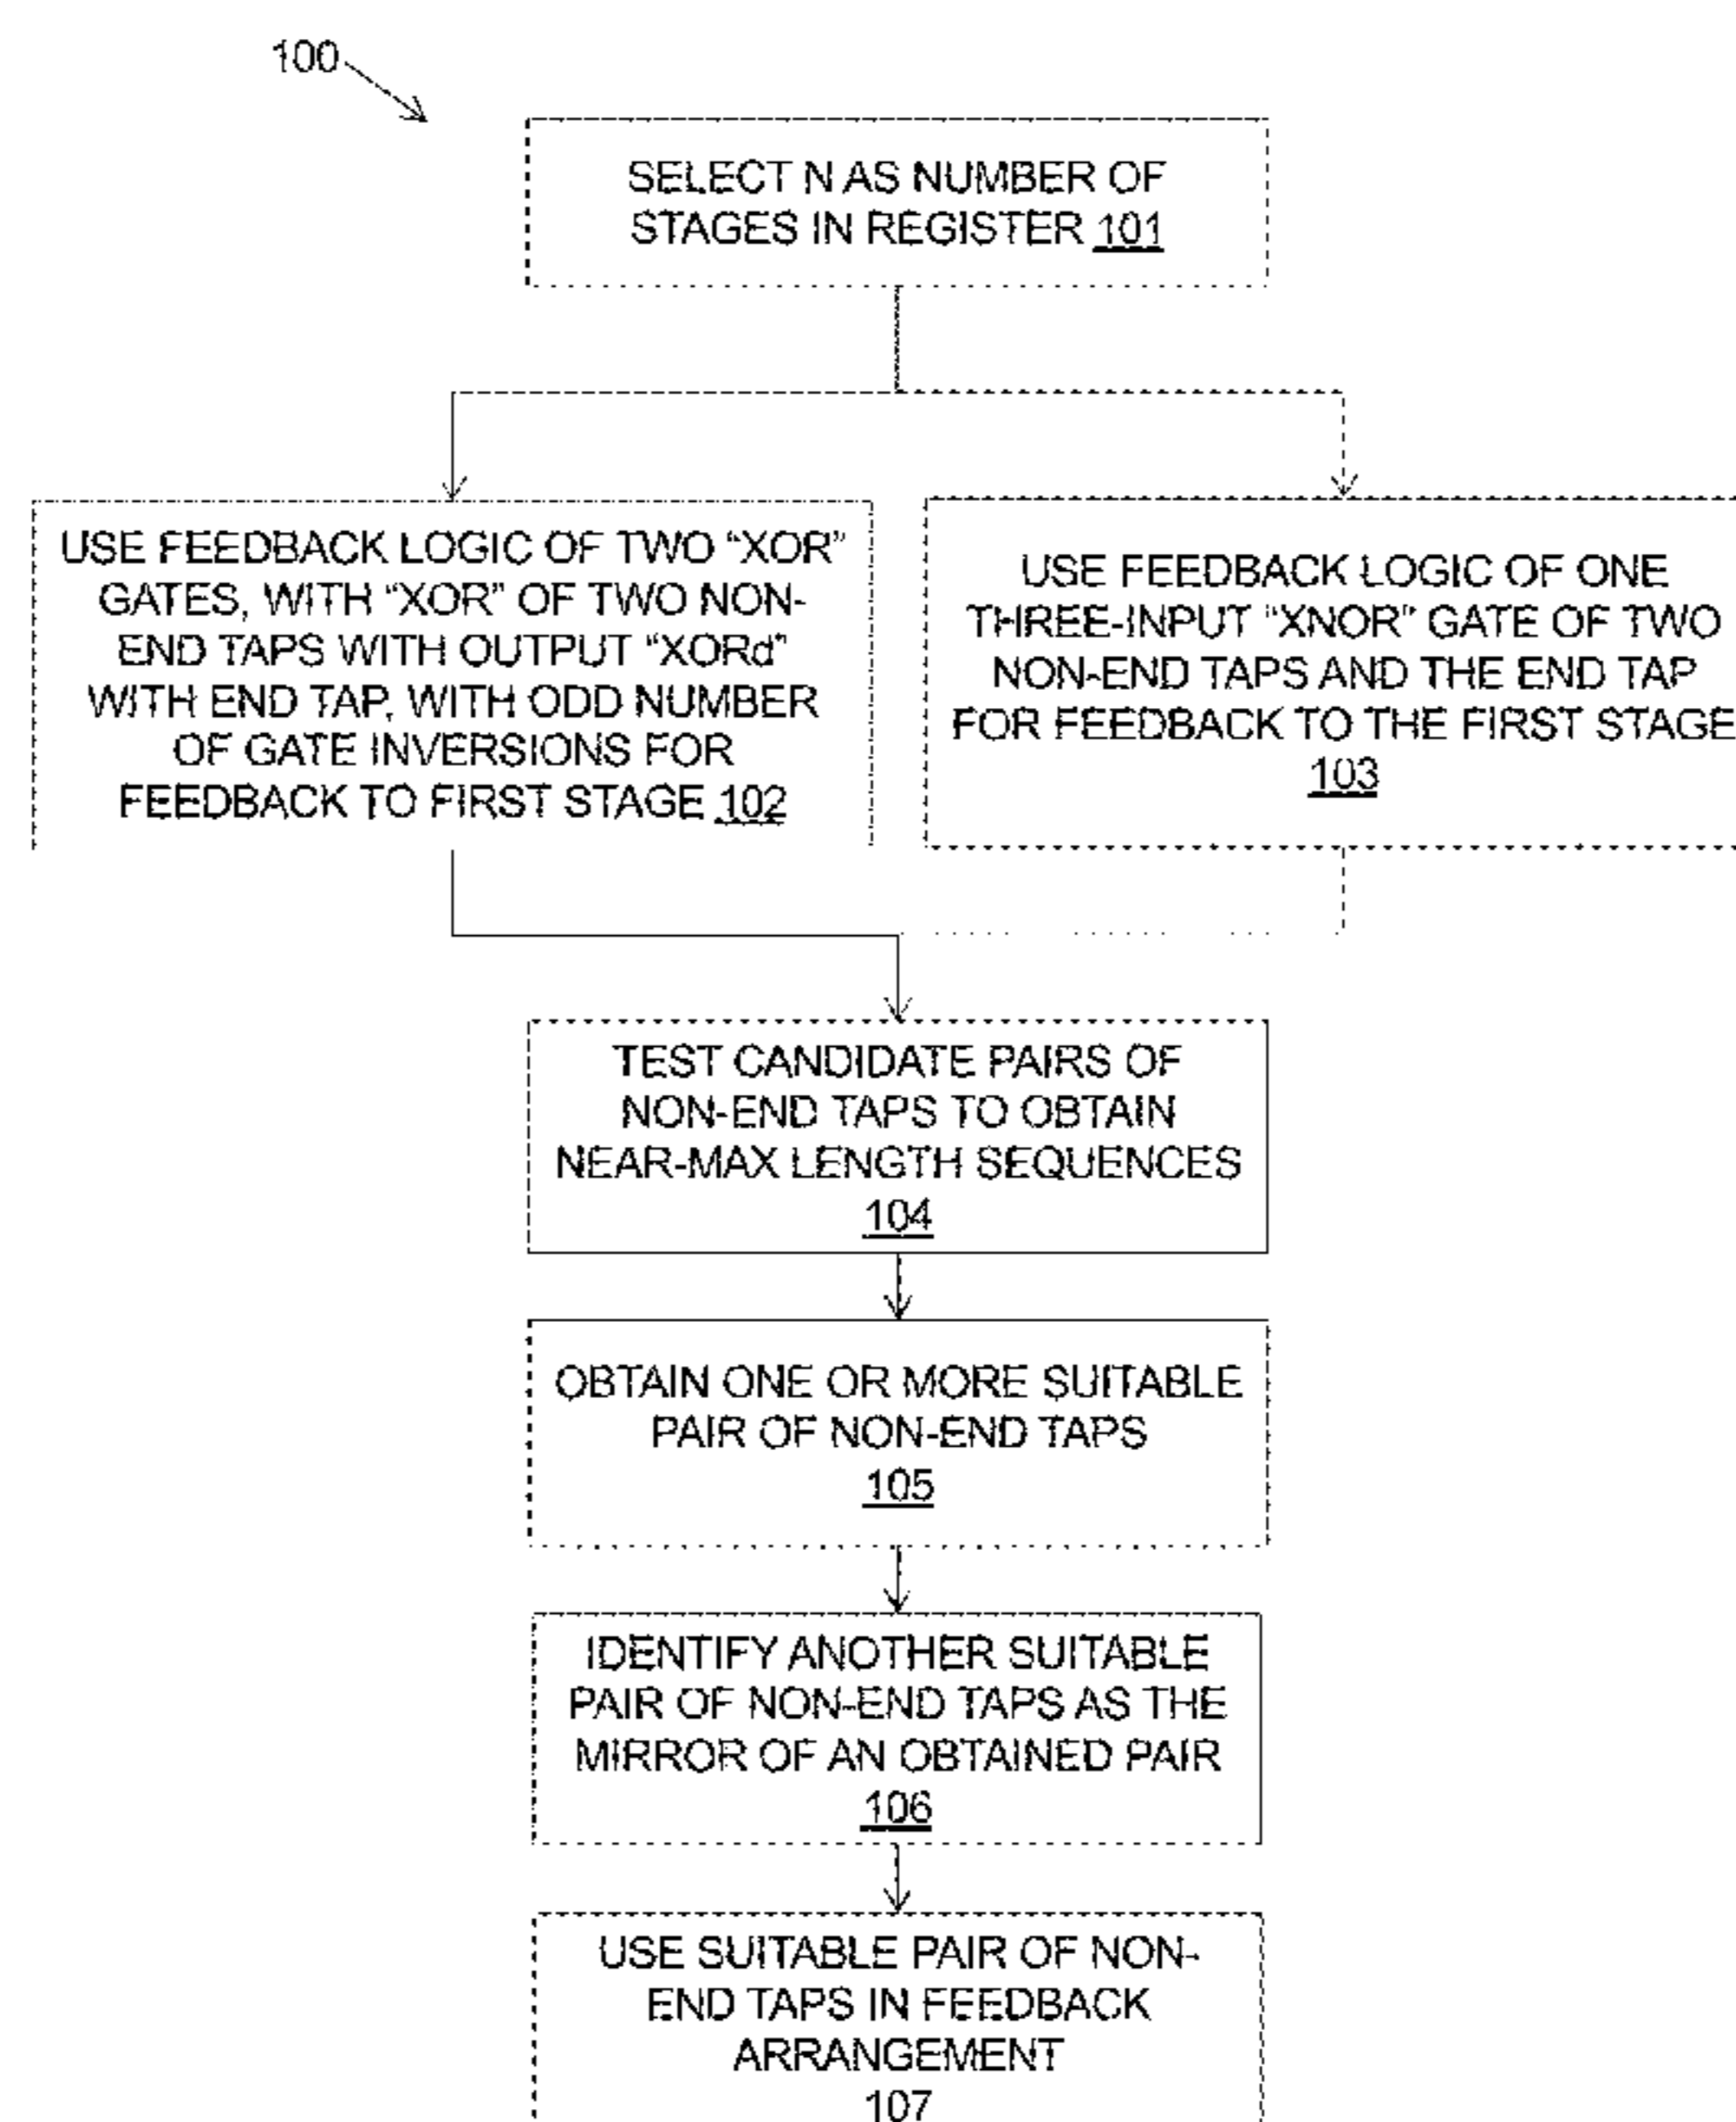 100
SELECT N AS NUMBER OF
STAGES IN REGISTER 101
USE FEEDBACK LOGIC OF TWO “XOR”
GATES, WITH “XOR” OF TWO NON-
END TAPS WITH OUTPUT “XORd”
WITH END TAP, WITH ODD NUMBER
OF GATE INVERSIONS FOR
FEEDBACK TO FIRST STAGE 102
USE FEEDBACK LOGIC OF ONE
THREE-INPUT “XNOR” GATE OF TWO
NON-END TAPS AND THE END TAP
FOR FEEDBACK TO THE FIRST STAGE
103
TEST CANDIDATE PAIRS OF
NON-END TAPS TO OBTAIN
NEAR-MAX LENGTH SEQUENCES
104
OBTAIN ONE OR MORE SUITABLE
PAIR OF NON-END TAPS
105
IDENTIFY ANOTHER SUITABLE
PAIR OF NON-END TAPS AS THE
MIRROR OF AN OBTAINED PAIR
106
USE SUITABLE PAIR OF NON-
END TAPS IN FEEDBACK
ARRANGEMENT
107